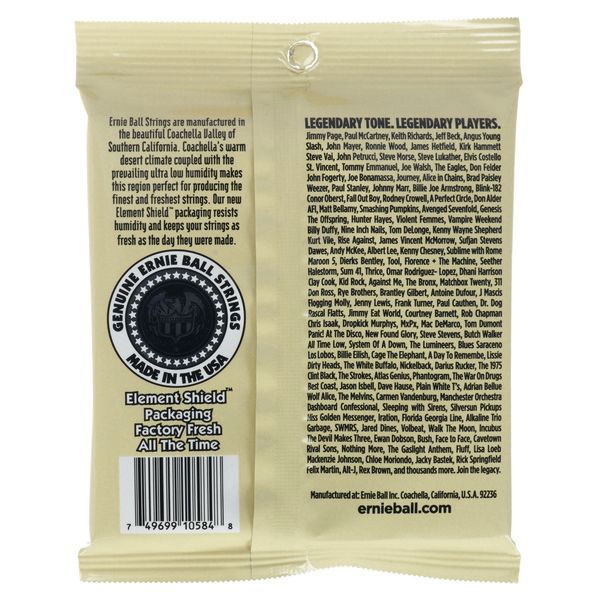 Ernie Ball Strings are manufactured in
the beautiful Coachella Valley of
Southern California. Coachella's warm
desert climate coupled with the
prevailing ultra low humidity makes
this region perfect for producing the
finest and freshest strings. Our new
Element Shield™ packaging resists
humidity and keeps your strings as
fresh as the day they were made.
GENUINE ERNIE BALL STRINGS
MADE IN THE USA
Element Shield™
Packaging
Factory Fresh
All The Time
7 49699 10584 8
LEGENDARY TONE. LEGENDARY PLAYERS.
Jimmy Page, Paul McCartney, Keith Richards, Jeff Beck, Angus Young
Slash, John Mayer, Ronnie Wood, James Hetfield, Kirk Hammett
Steve Vai, John Petrucci, Steve Morse, Steve Lukather, Elvis Costello
St. Vincent, Tommy Emmanuel, Joe Walsh, The Eagles, Don Felder
John Fogerty, Joe Bonamassa, Journey, Alice in Chains, Brad Paisley
Weezer, Paul Stanley, Johnny Marr, Billie Joe Armstrong, Blink-182
Conor Oberst, Fall Out Boy, Rodney Crowell, A Perfect Circle, Don Alder
AFI, Matt Bellamy, Smashing Pumpkins, Avenged Sevenfold, Genesis
The Offspring, Hunter Hayes, Violent Femmes, Vampire Weekend
Billy Duffy, Nine Inch Nails, Tom DeLonge, Kenny Wayne Shepherd
Kurt Vile, Rise Against, James Vincent McMorrow, Sufjan Stevens
Dawes, Andy McKee, Albert Lee, Kenny Chesney, Sublime with Rome
Maroon 5, Dierks Bentley, Tool, Florence + The Machine, Seether
Halestorm, Sum 41, Thrice, Omar Rodriguez- Lopez, Dhani Harrison
Clay Cook, Kid Rock, Against Me, The Bronx, Matchbox Twenty, 311
Don Ross, Rye Brothers, Brantley Gilbert, Antoine Dufour, J Mascis
Flogging Molly, Jenny Lewis, Frank Turner, Paul Cauthen, Dr. Dog
Rascal Flatts, Jimmy Eat World, Courtney Barnett, Rob Chapman
Chris Isaak, Dropkick Murphys, MxPx, Mac DeMarco, Tom Dumont
Panic! At The Disco, New Found Glory, Steve Stevens, Butch Walker
All Time Low, System Of A Down, The Lumineers, Blues Saraceno
Los Lobos, Billie Eilish, Cage The Elephant, A Day To Remember, Lissie
Dirty Heads, The White Buffalo, Nickelback, Darius Rucker, The 1975
Clint Black, The Strokes, Atlas Genius, Phantogram, The War On Drugs
Best Coast, Jason Isbell, Dave Hause, Plain White T's, Adrian Bellue
Wolf Alice, The Melvins, Carmen Vandenburg, Manchester Orchestra
Dashboard Confessional, Sleeping with Sirens, Silversun Pickups
Miss Golden Messenger, Iration, Florida Georgia Line, Alkaline Trio
Garbage, SWMRS, Jared Dines, Volbeat, Walk The Moon, Incubus
The Devil Makes Three, Ewan Dobson, Bush, Face to Face, Cavetown
Rival Sons, Nothing More, The Gaslight Anthem, Fluff, Lisa Loeb
Mackenzie Johnson, Chloe Moriondo, Jacky Bastek, Rick Springfield
Felix Martin, Alt-J, Rex Brown, and thousands more. Join the legacy.
Manufactured at: Ernie Ball Inc. Coachella, California, U.S.A. 92236
ernieball.com